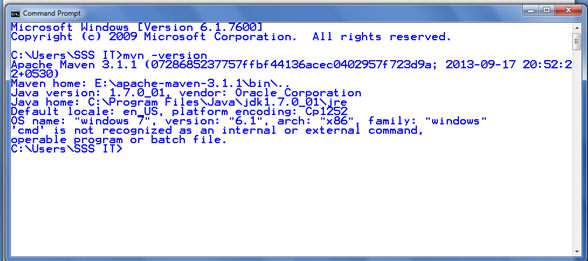 Command Prompt
Microsoft Windows [Version 6.1.7600]
Copyright (c) 2009 Microsoft Corporation.  All rights reserved.
C:\Users\SSS IT>mvn -version
Apache Maven 3.1.1 (0728685237757ffbf44136acec0402957f723d9a; 2013-09-17 20:52:2
2+0530)
Maven home: E:\apache-maven-3.1.1\bin\..
Java version: 1.7.0_01, vendor: Oracle Corporation
Java home: C:\Program Files\Java\jdk1.7.0_01\jre
Default locale: en_US, platform encoding: Cp1252
OS name: "windows 7", version: "6.1", arch: "x86", family: "windows"
'cmd' is not recognized as an internal or external command,
operable program or batch file.
C:\Users\SSS IT>